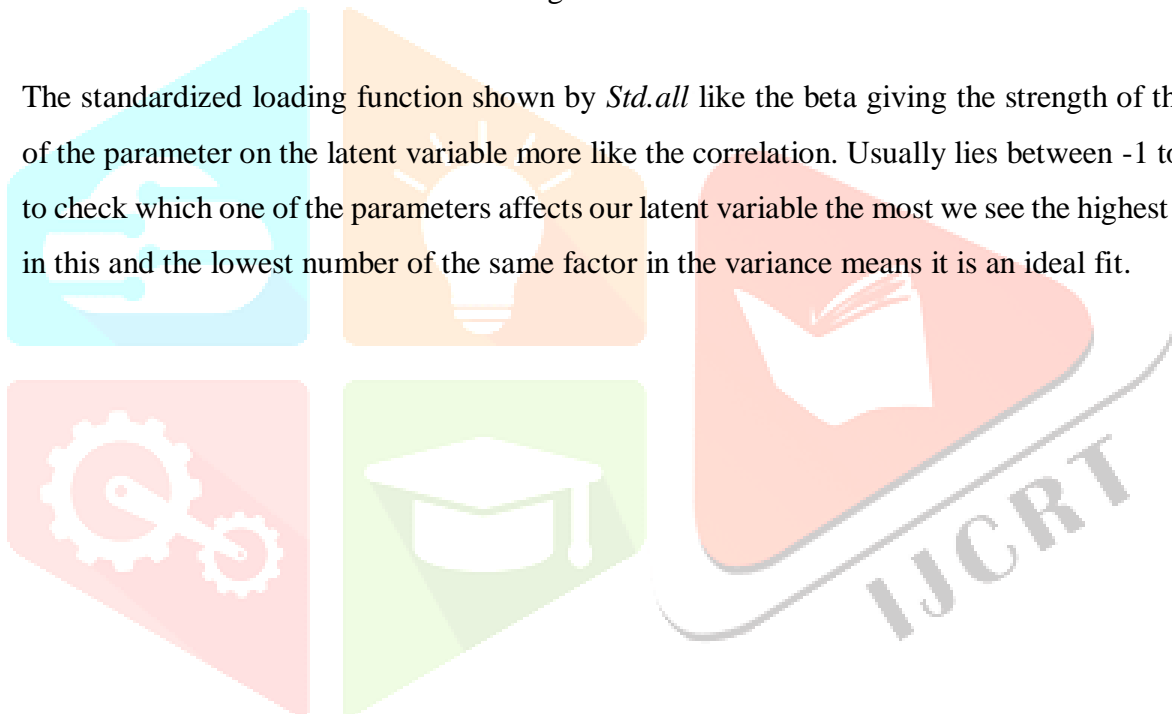 The standardized loading function shown by Std.all like the beta giving the strength of
of the parameter on the latent variable more like the correlation. Usually lies between -1
to check which one of the parameters affects our latent variable the most we see the highest
in this and the lowest number of the same factor in the variance means it is an ideal fit.
IJCRT